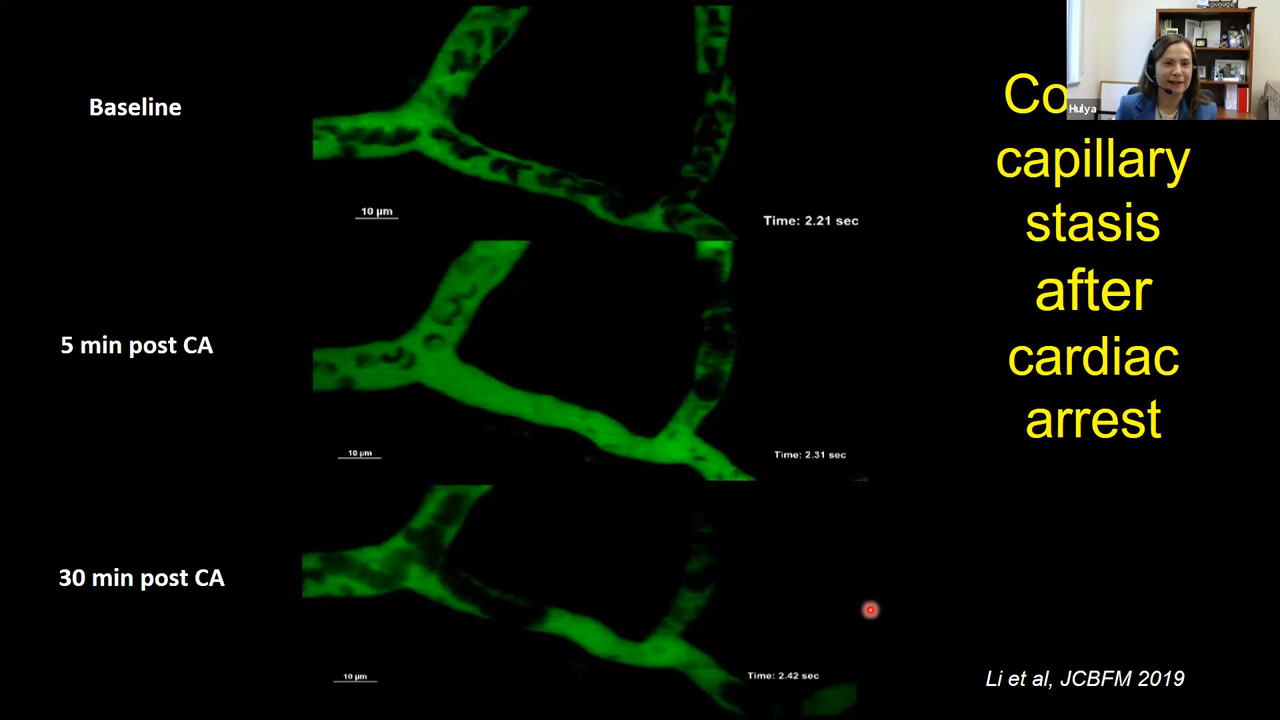 Baseline
10 µm
Time: 2.21 sec
5 min post CA
10 µm
Time: 2.31 sec
30 min post CA
10 µm
Time: 2.42 sec
Hulya
capillary
stasis
after
cardiac
arrest
Li et al, JCBFM 2019